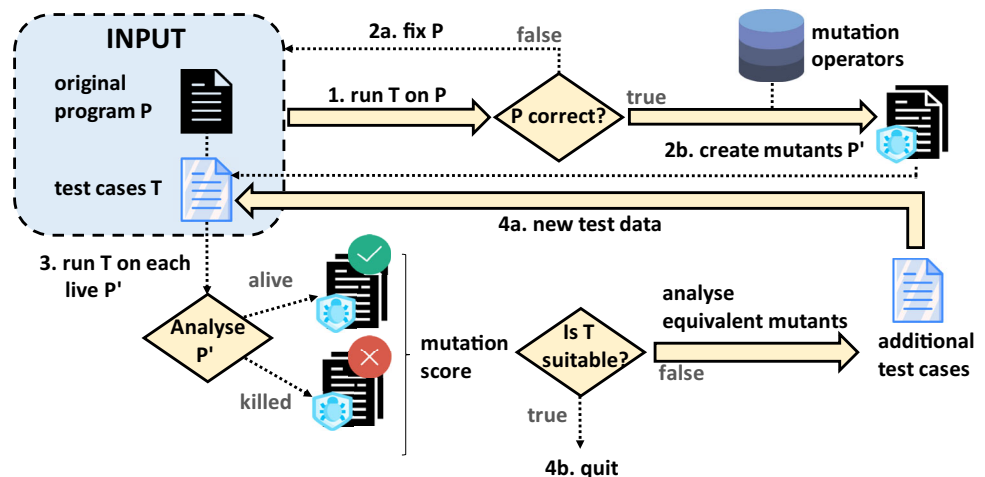 INPUT
original
program P
test cases T
2a. fix P
false
1. run T on P
P correct?
true
mutation
operators
2b. create mutants P'
4a. new test data
3. run T on each
live P'
Analyse
P'
alive
killed
mutation
score
Is T
suitable?
true
4b. quit
analyse
equivalent mutants
false
additional
test cases